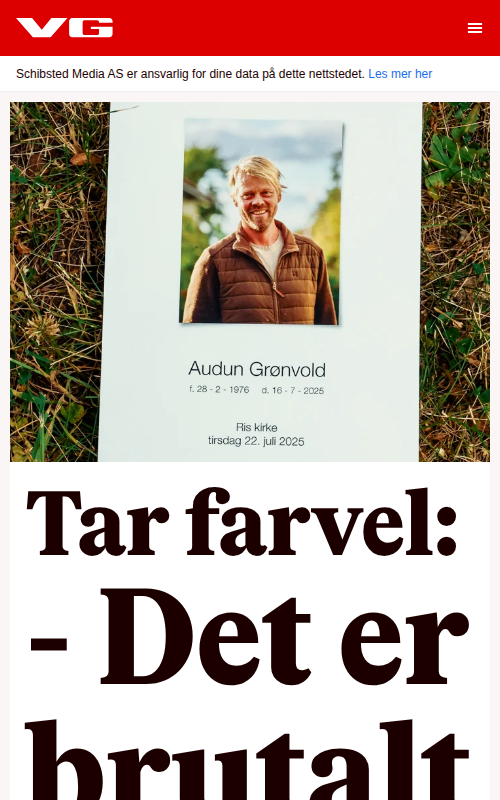 VG
Schibsted Media AS er ansvarlig for dine data på dette nettstedet. Les mer her
Audun Grønvold
f. 28 - 2 - 1976 d. 16 - 7 - 2025
Ris kirke
tirsdag 22. juli 2025
Tar farvel:
- Det er
brutalt